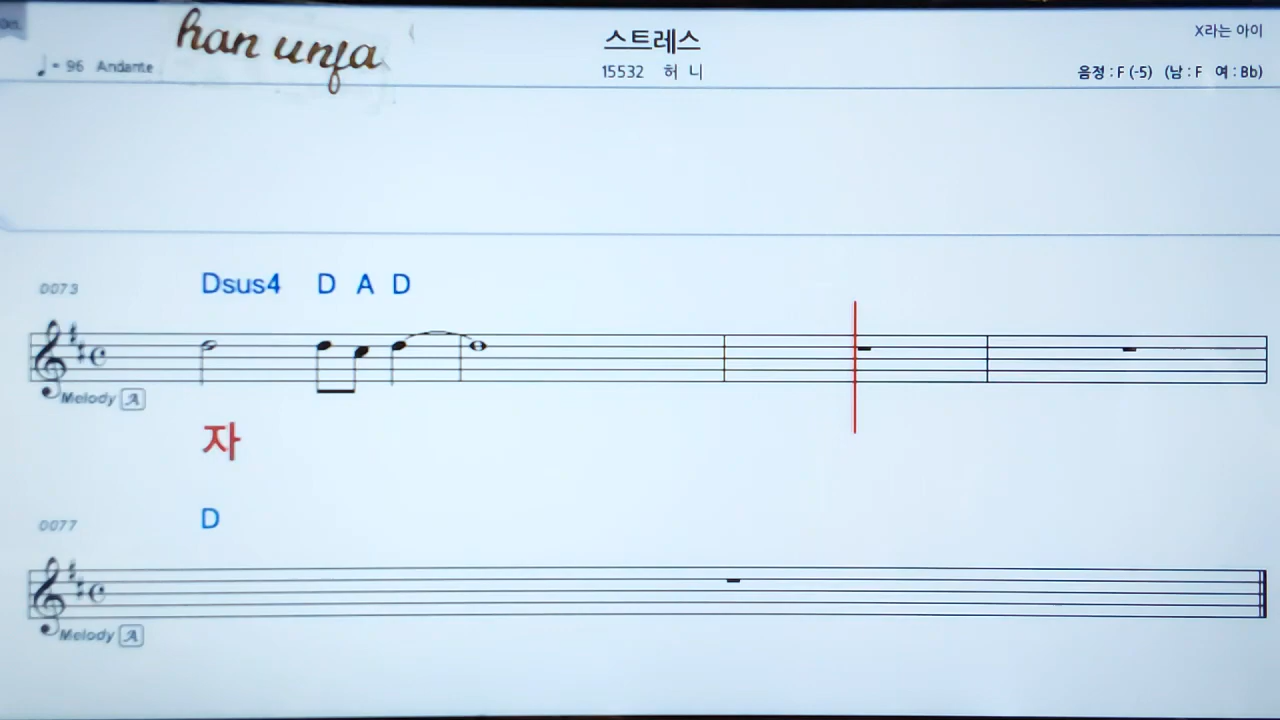 han unfa
스트레스
X라는 아이
♩= 96 Andante
15532 허 니
음정 : F (-5) (남 : F 여 : Bb)
0073 Dsus4 D A D
Melody A
자
0077 D
Melody A